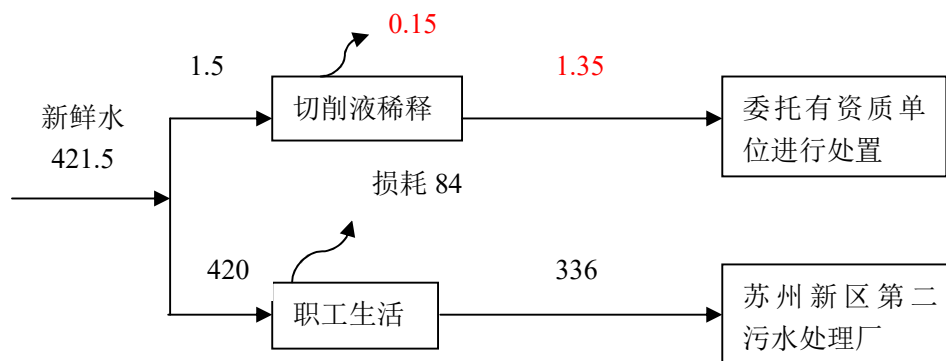 0.15
1.5
1.35
切削液稀释
委托有资质单
位进行处置
新鲜水
421.5
损耗 84
420
336
职工生活
苏州新区第二
污水处理厂